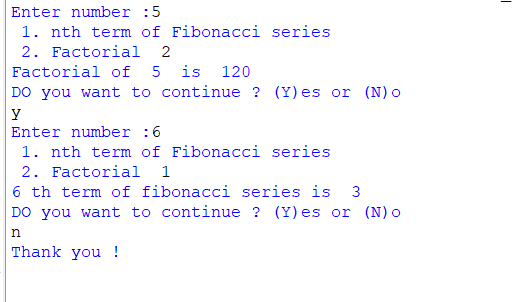 Enter number :5
 1. nth term of Fibonacci series
 2. Factorial  2
Factorial of  5  is  120
DO you want to continue ? (Y)es or (N)o
y
Enter number :6
 1. nth term of Fibonacci series
 2. Factorial  1
6 th term of fibonacci series is  3
DO you want to continue ? (Y)es or (N)o
n
Thank you !